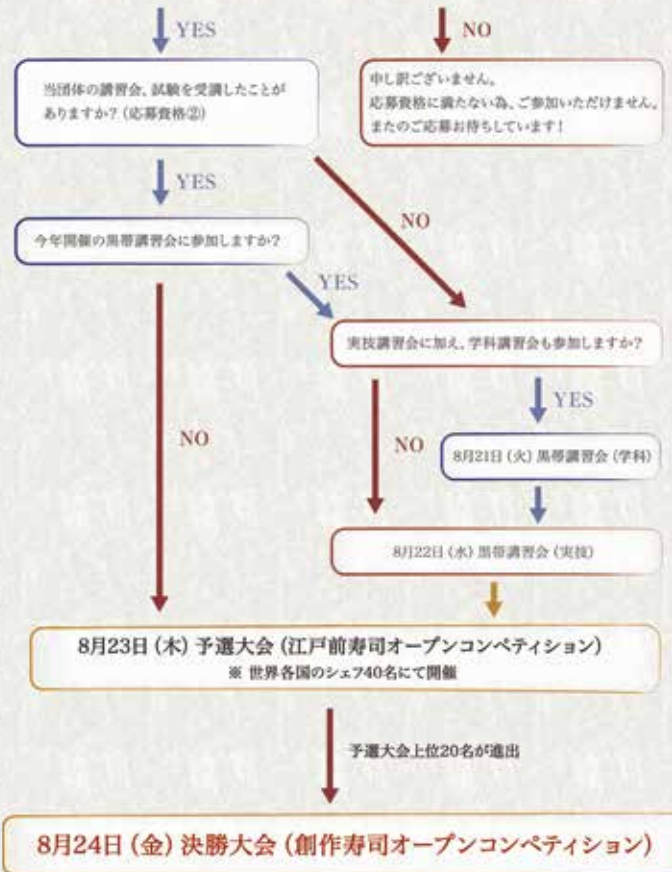 YES
NO
当団体の講習会、試験を受講したことが
ありますか？（応募資格②）
申し訳ございません。
応募資格に満たない為、ご参加いただけません。
またのご応募お待ちしています！
YES
NO
今年開催の黒帯講習会に参加しますか？
YES
実技講習会に加え、学科講習会も参加しますか？
YES
NO
NO
8月21日（火）黒帯講習会（学科）
8月22日（水）黒帯講習会（実技）
8月23日（木）予選大会（江戸前寿司オープンコンペティション）
※ 世界各国のシェフ40名にて開催
予選大会上位20名が進出
8月24日（金）決勝大会（創作寿司オープンコンペティション）